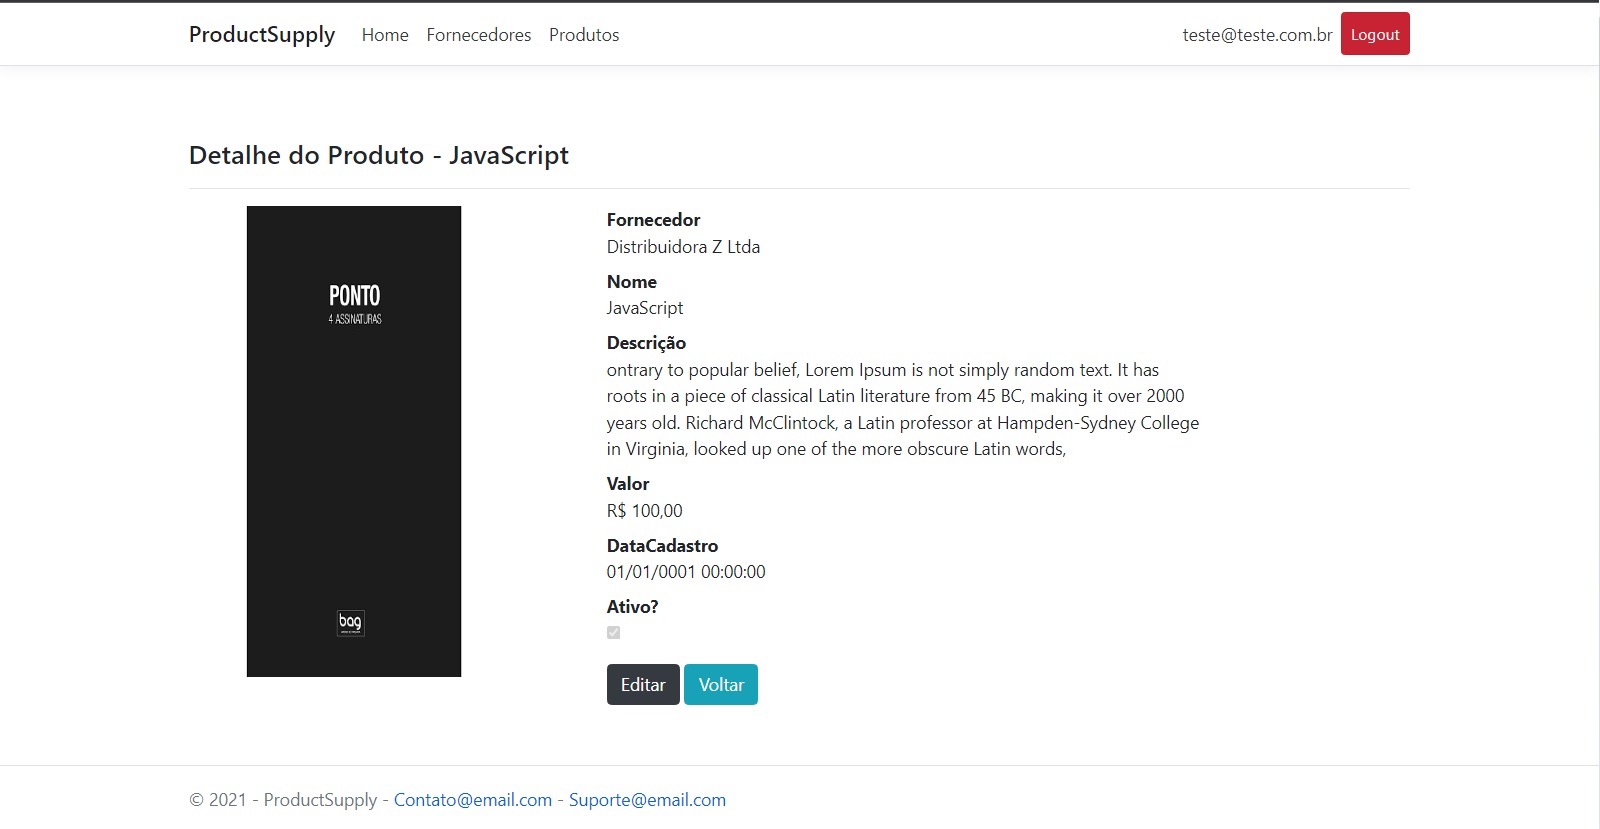 ProductSupply Home Fornecedores Produtos teste@teste.com.br Logout
Detalhe do Produto - JavaScript
PONTO
4 ASSINATURAS
bag
Fornecedor
Distribuidora Z Ltda
Nome
JavaScript
Descrição
ontrary to popular belief, Lorem Ipsum is not simply random text. It has
roots in a piece of classical Latin literature from 45 BC, making it over 2000
years old. Richard McClintock, a Latin professor at Hampden-Sydney College
in Virginia, looked up one of the more obscure Latin words,
Valor
R$ 100,00
DataCadastro
01/01/0001 00:00:00
Ativo?
Editar Voltar
© 2021 - ProductSupply - Contato@email.com - Suporte@email.com